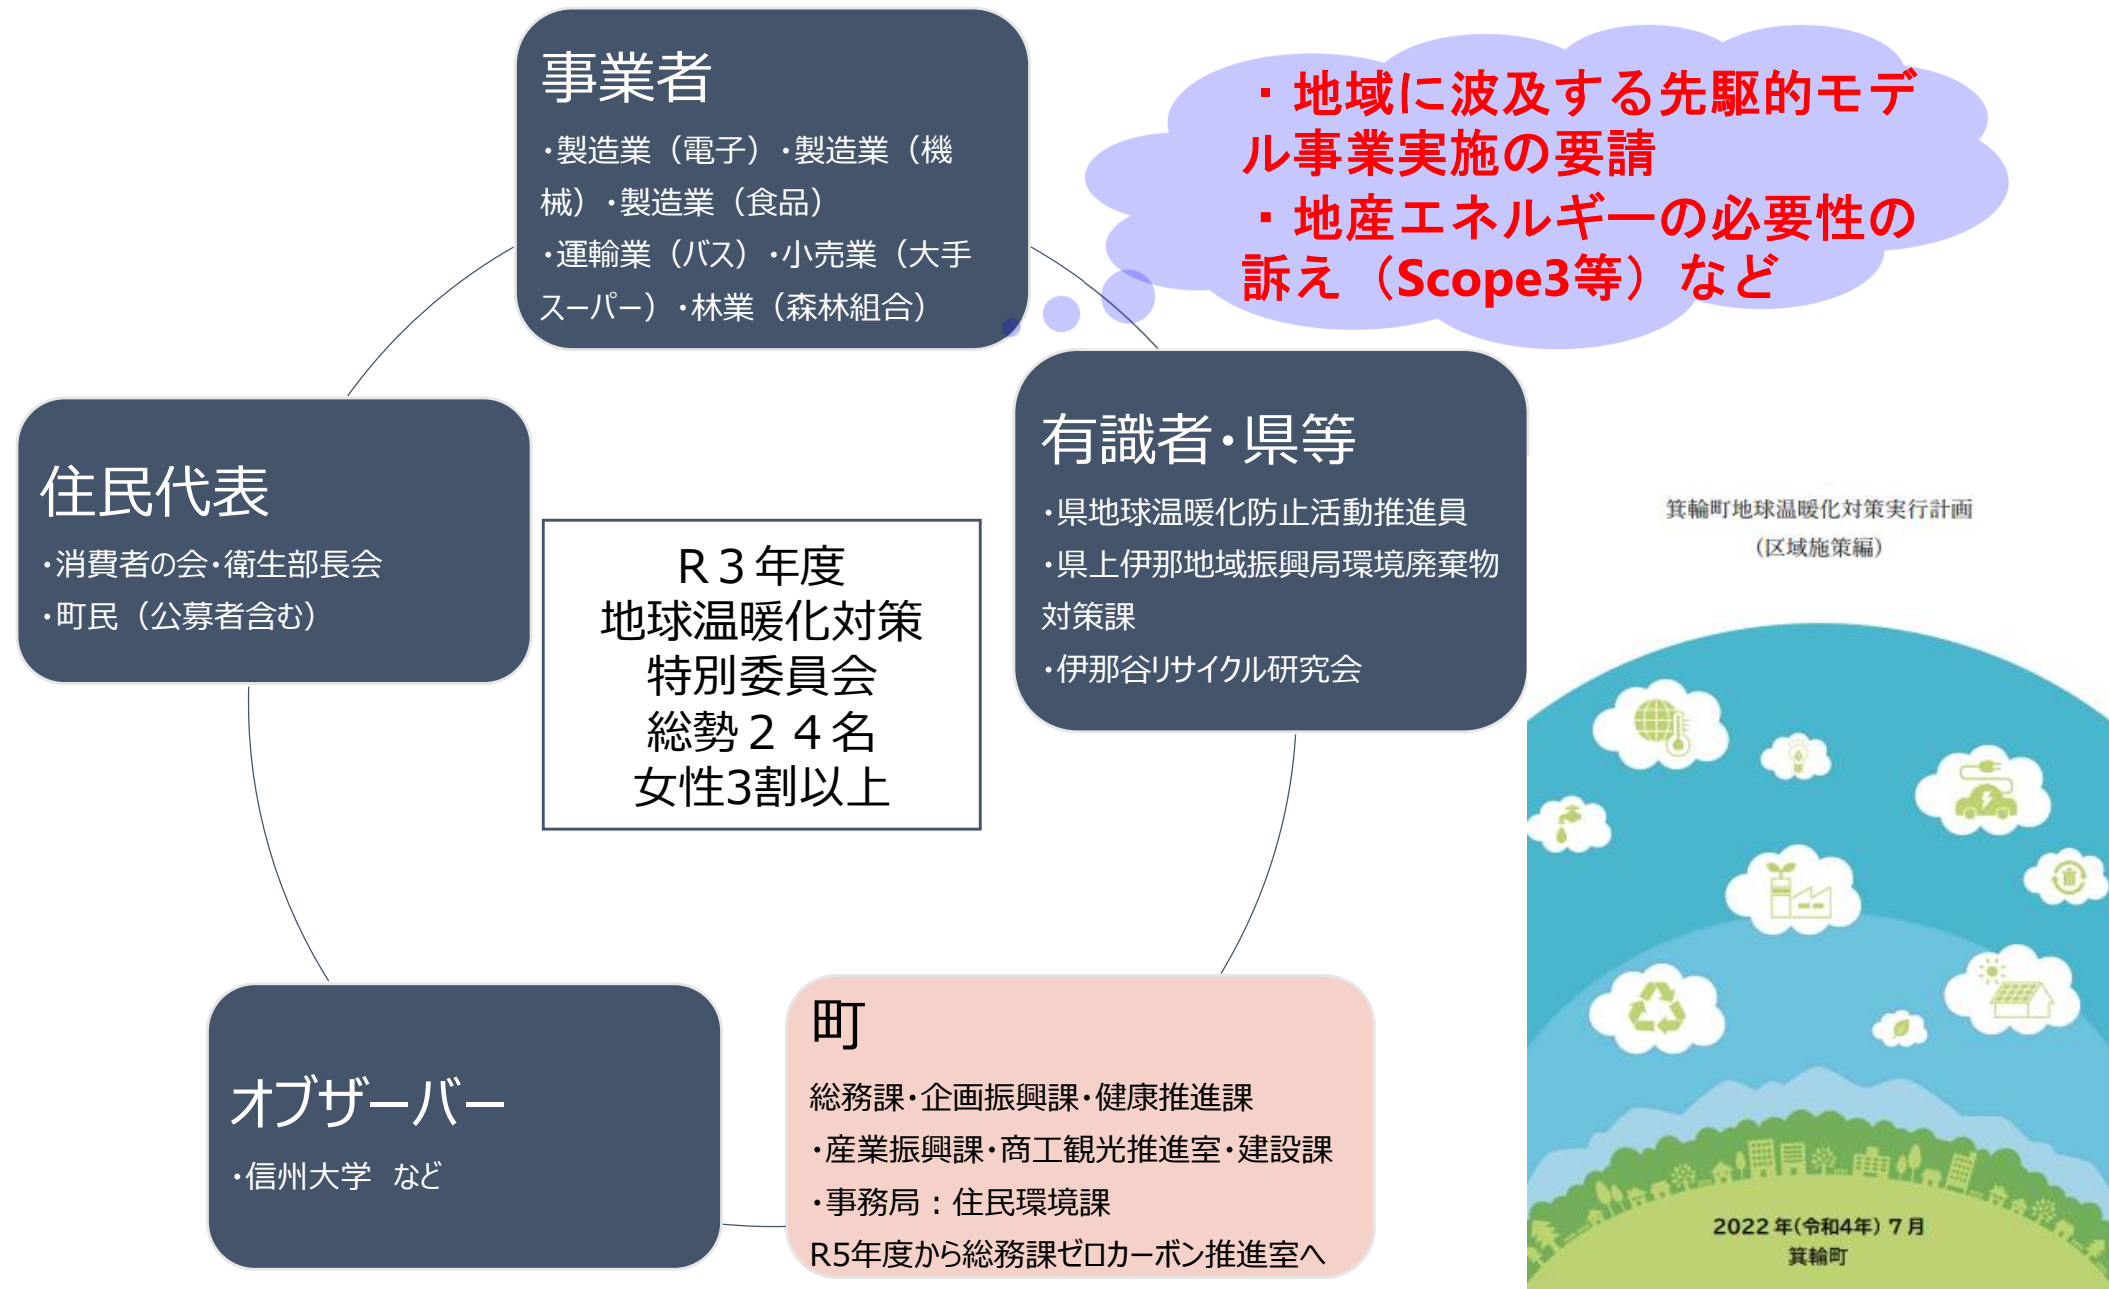 事業者
・製造業（電子）・製造業（機
械）・製造業（食品）
・運輸業（バス）・小売業（大手
スーパー）・林業（森林組合）
・地域に波及する先駆的モデ
ル事業実施の要請
・地産エネルギーの必要性の
訴え（Scope3等）など
住民代表
・消費者の会・衛生部長会
・町民（公募者含む）
Ｒ３年度
地球温暖化対策
特別委員会
総勢２４名
女性3割以上
有識者・県等
・県地球温暖化防止活動推進員
・県上伊那地域振興局環境廃棄物
対策課
・伊那谷リサイクル研究会
箕輪町地球温暖化対策実行計画
（区域施策編）
オブザーバー
・信州大学　など
町
総務課・企画振興課・健康推進課
・産業振興課・商工観光推進室・建設課
・事務局：住民環境課
R5年度から総務課ゼロカーボン推進室へ
2022年(令和4年) 7月
箕輪町